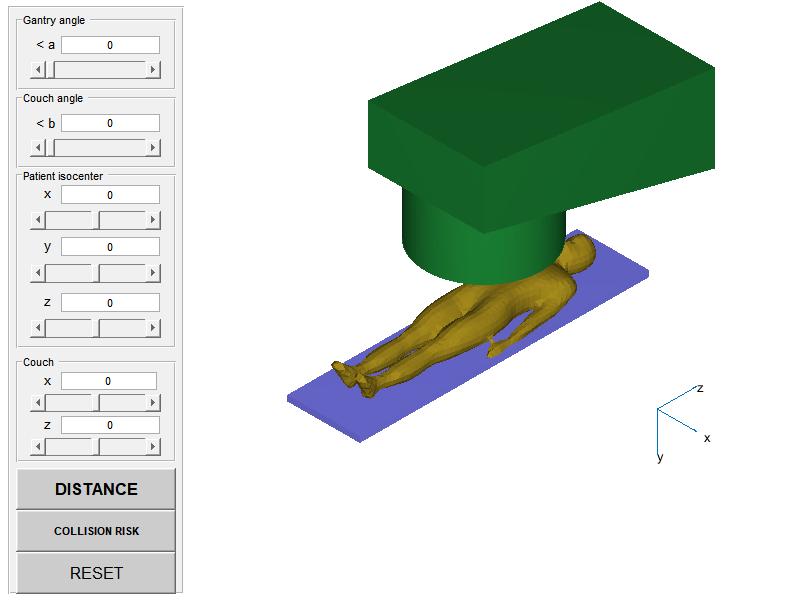 Gantry angle
< a 0
Couch angle
< b 0
Patient isocenter
x 0
y 0
z 0
Couch
x 0
z 0
DISTANCE
COLLISION RISK
RESET
z
x
y